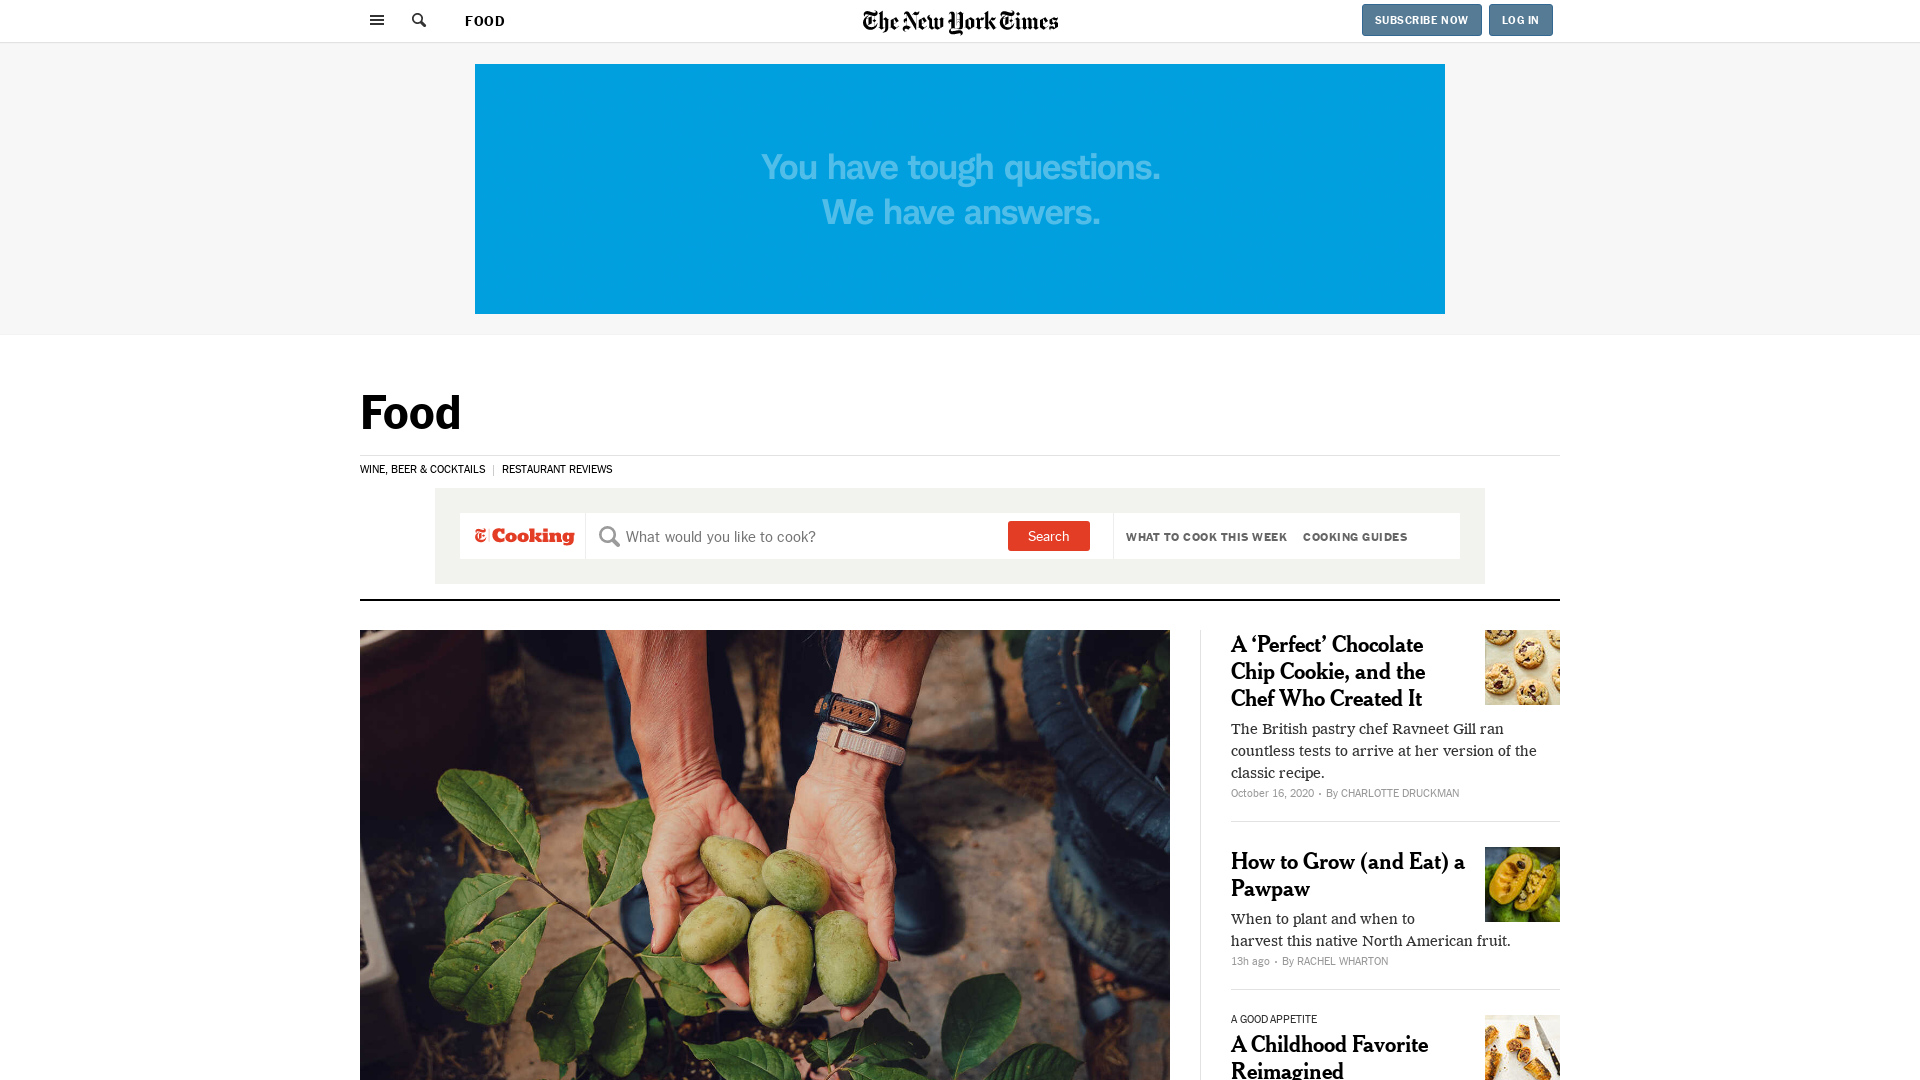 FOOD
The New York Times
SUBSCRIBE NOW
LOG IN
You have tough questions.
We have answers.
Food
WINE, BEER & COCKTAILS
RESTAURANT REVIEWS
Cooking
What would you like to cook?
Search
WHAT TO COOK THIS WEEK
COOKING GUIDES
A ‘Perfect’ Chocolate
Chip Cookie, and the
Chef Who Created It
The British pastry chef Ravneet Gill ran
countless tests to arrive at her version of the
classic recipe.
October 16, 2020 • By CHARLOTTE DRUCKMAN
How to Grow (and Eat) a
Pawpaw
When to plant and when to
harvest this native North American fruit.
13h ago • By RACHEL WHARTON
A GOOD APPETITE
A Childhood Favorite
Reimagined